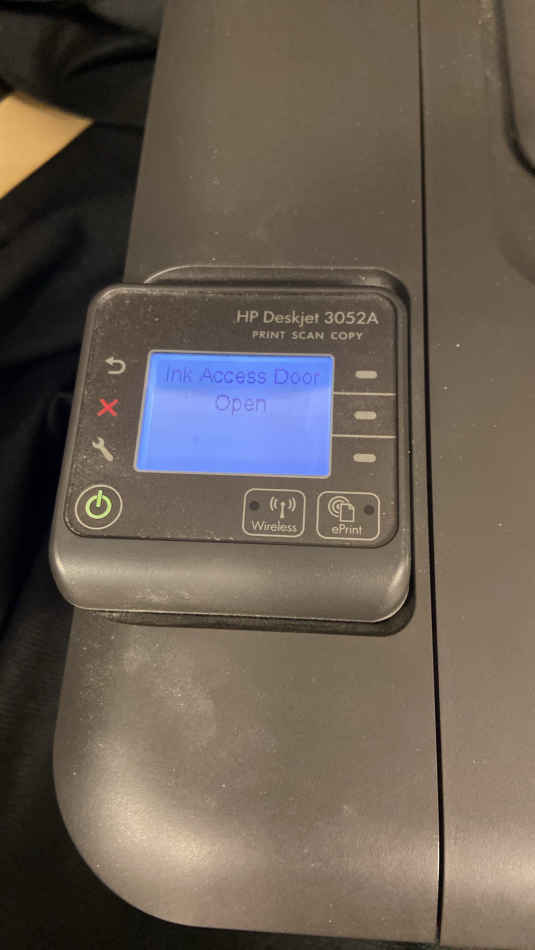 HP Deskjet 3052A
PRINT SCAN COPY
Ink Access Door
Open
Wireless
ePrint